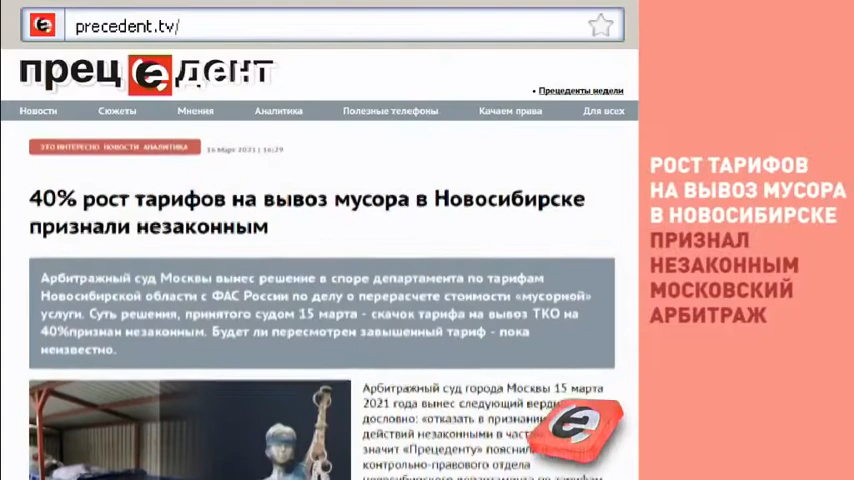 precedent.tv/
прецедент
Прецеденты недели
Новости Сюжеты Мнения Аналитика Полезные телефоны Качаем права Для всех
ЭТО ИНТЕРЕСНО НОВОСТИ АНАЛИТИКА 16 Март 2021 | 16:29
40% рост тарифов на вывоз мусора в Новосибирске
признали незаконным
Арбитражный суд Москвы вынес решение в споре департамента по тарифам
Новосибирской области с ФАС России по делу о перерасчете стоимости «мусорной»
услуги. Суть решения, принятого судом 15 марта - скачок тарифа на вывоз ТКО на
40%признан незаконным. Будет ли пересмотрен завышенный тариф - пока
неизвестно.
Арбитражный суд города Москвы 15 марта
2021 года вынес следующий
дословно: «отказать в признании
действий незаконными в
значит «Прецеденту» пояснил
контрольно-правового отдела
новосибирского департамента по тарифам
РОСТ ТАРИФОВ
НА ВЫВОЗ МУСОРА
В НОВОСИБИРСКЕ
ПРИЗНАЛ
НЕЗАКОННЫМ
МОСКОВСКИЙ
АРБИТРАЖ